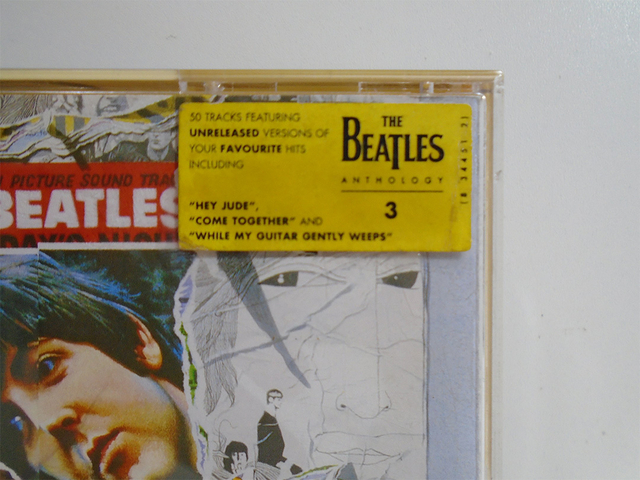 50 TRACKS FEATURING
UNRELEASED VERSIONS OF
YOUR FAVOURITE HITS
INCLUDING
"HEY JUDE",
"COME TOGETHER" AND
"WHILE MY GUITAR GENTLY WEEPS"
THE
BEATLES
ANTHOLOGY
3
PICTURE SOUND TRA
BEATLES